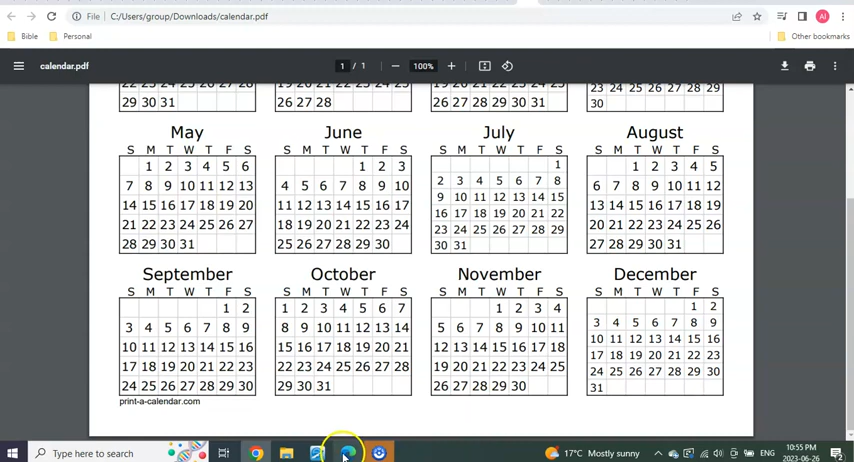 File C:/Users/group/Downloads/calendar.pdf AI
Bible Personal Other bookmarks
calendar.pdf 1 / 1 100%
29 30 31 26 27 28 26 27 28 29 30 31 23 24 25 26 27 28 29
30
May June July August
S M T W T F S S M T W T F S S M T W T F S S M T W T F S
1 2 3 4 5 6 1 2 3 1 1 2 3 4 5
7 8 9 10 11 12 13 4 5 6 7 8 9 10 2 3 4 5 6 7 8 6 7 8 9 10 11 12
14 15 16 17 18 19 20 11 12 13 14 15 16 17 9 10 11 12 13 14 15 13 14 15 16 17 18 19
21 22 23 24 25 26 27 18 19 20 21 22 23 24 16 17 18 19 20 21 22 20 21 22 23 24 25 26
28 29 30 31 25 26 27 28 29 30 23 24 25 26 27 28 29 27 28 29 30 31
30 31
September October November December
S M T W T F S S M T W T F S S M T W T F S S M T W T F S
1 2 1 2 3 4 5 6 7 1 2 3 4 1 2
3 4 5 6 7 8 9 8 9 10 11 12 13 14 5 6 7 8 9 10 11 3 4 5 6 7 8 9
10 11 12 13 14 15 16 15 16 17 18 19 20 21 12 13 14 15 16 17 18 10 11 12 13 14 15 16
17 18 19 20 21 22 23 22 23 24 25 26 27 28 19 20 21 22 23 24 25 17 18 19 20 21 22 23
24 25 26 27 28 29 30 29 30 31 26 27 28 29 30 24 25 26 27 28 29 30
31
print-a-calendar.com
Type here to search 17°C Mostly sunny ENG 10:55 PM
2023-06-26 2